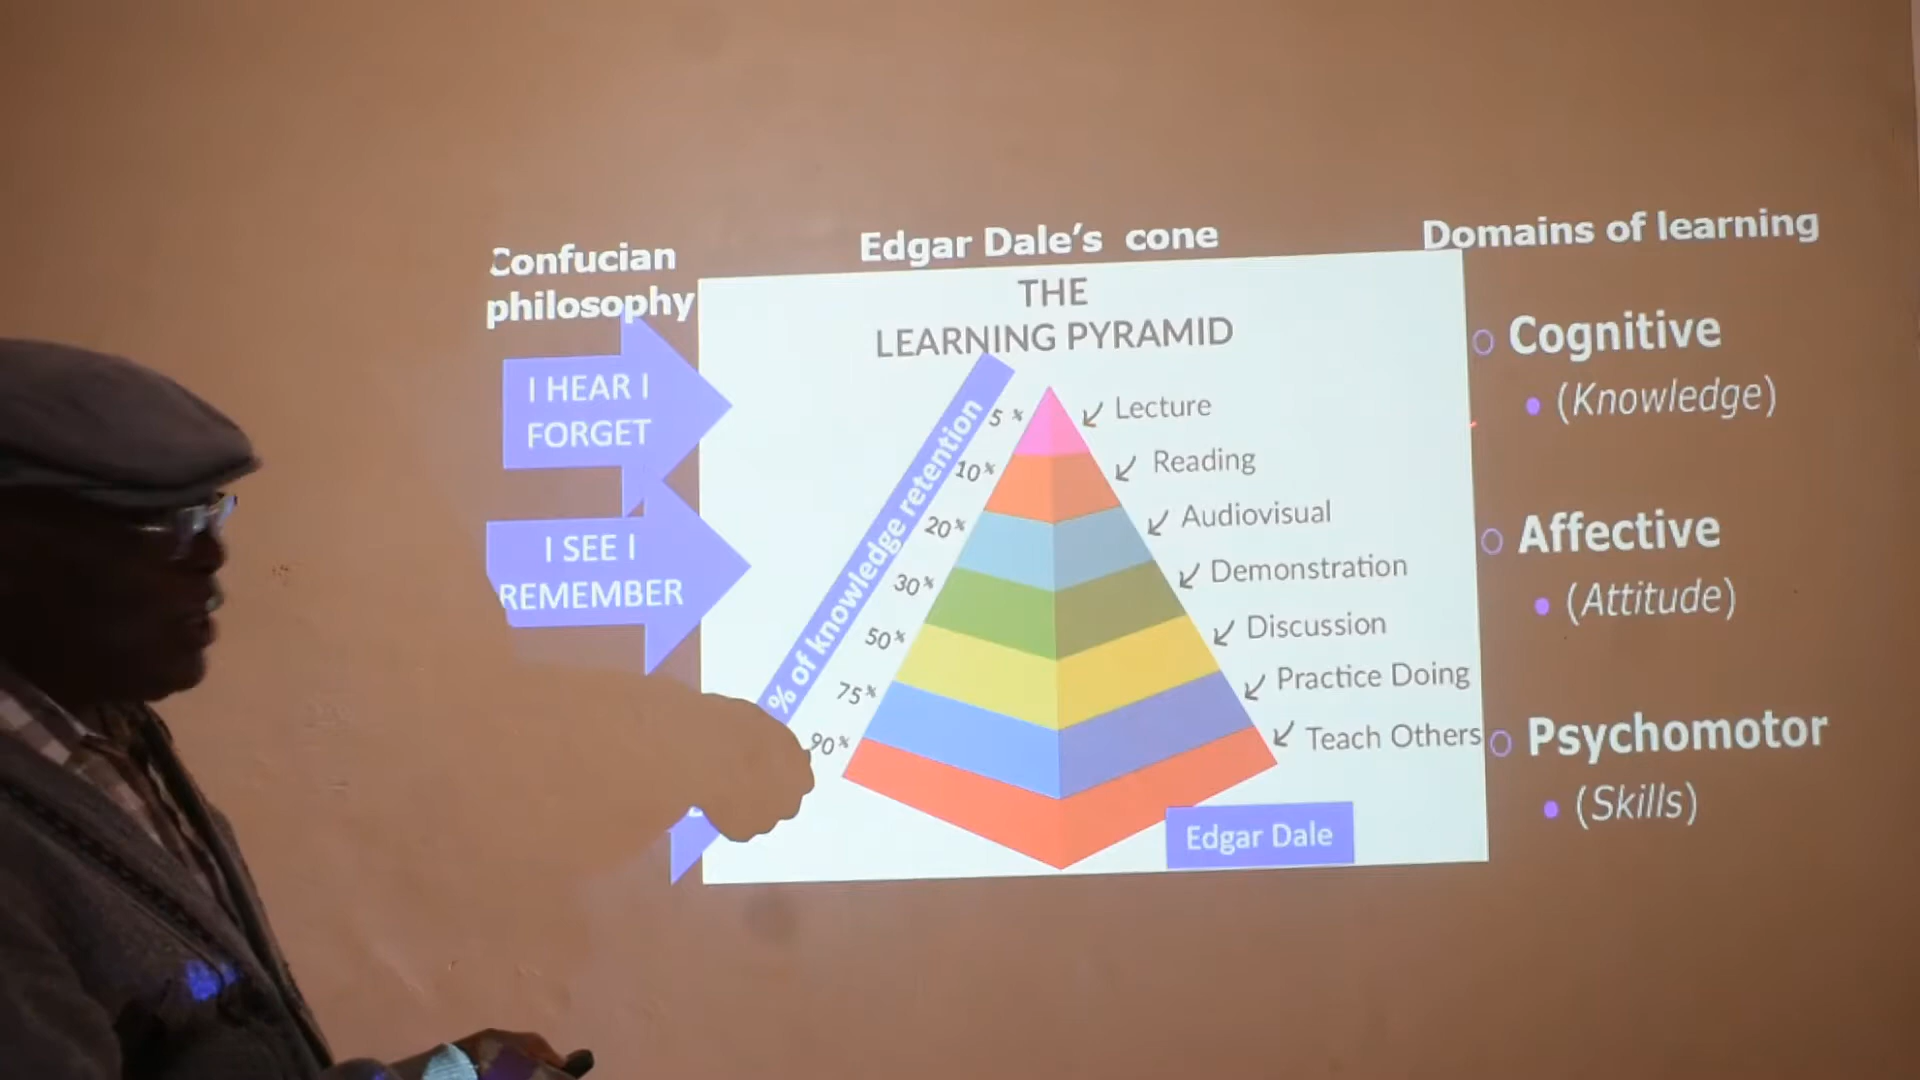 Confucian
philosophy
I HEAR I
FORGET
I SEE I
REMEMBER
Edgar Dale's cone
THE
LEARNING PYRAMID
% of knowledge retention
5 % Lecture
10% Reading
20% Audiovisual
30% Demonstration
50% Discussion
75% Practice Doing
90% Teach Others
Edgar Dale
Domains of learning
Cognitive
(Knowledge)
Affective
(Attitude)
Psychomotor
(Skills)